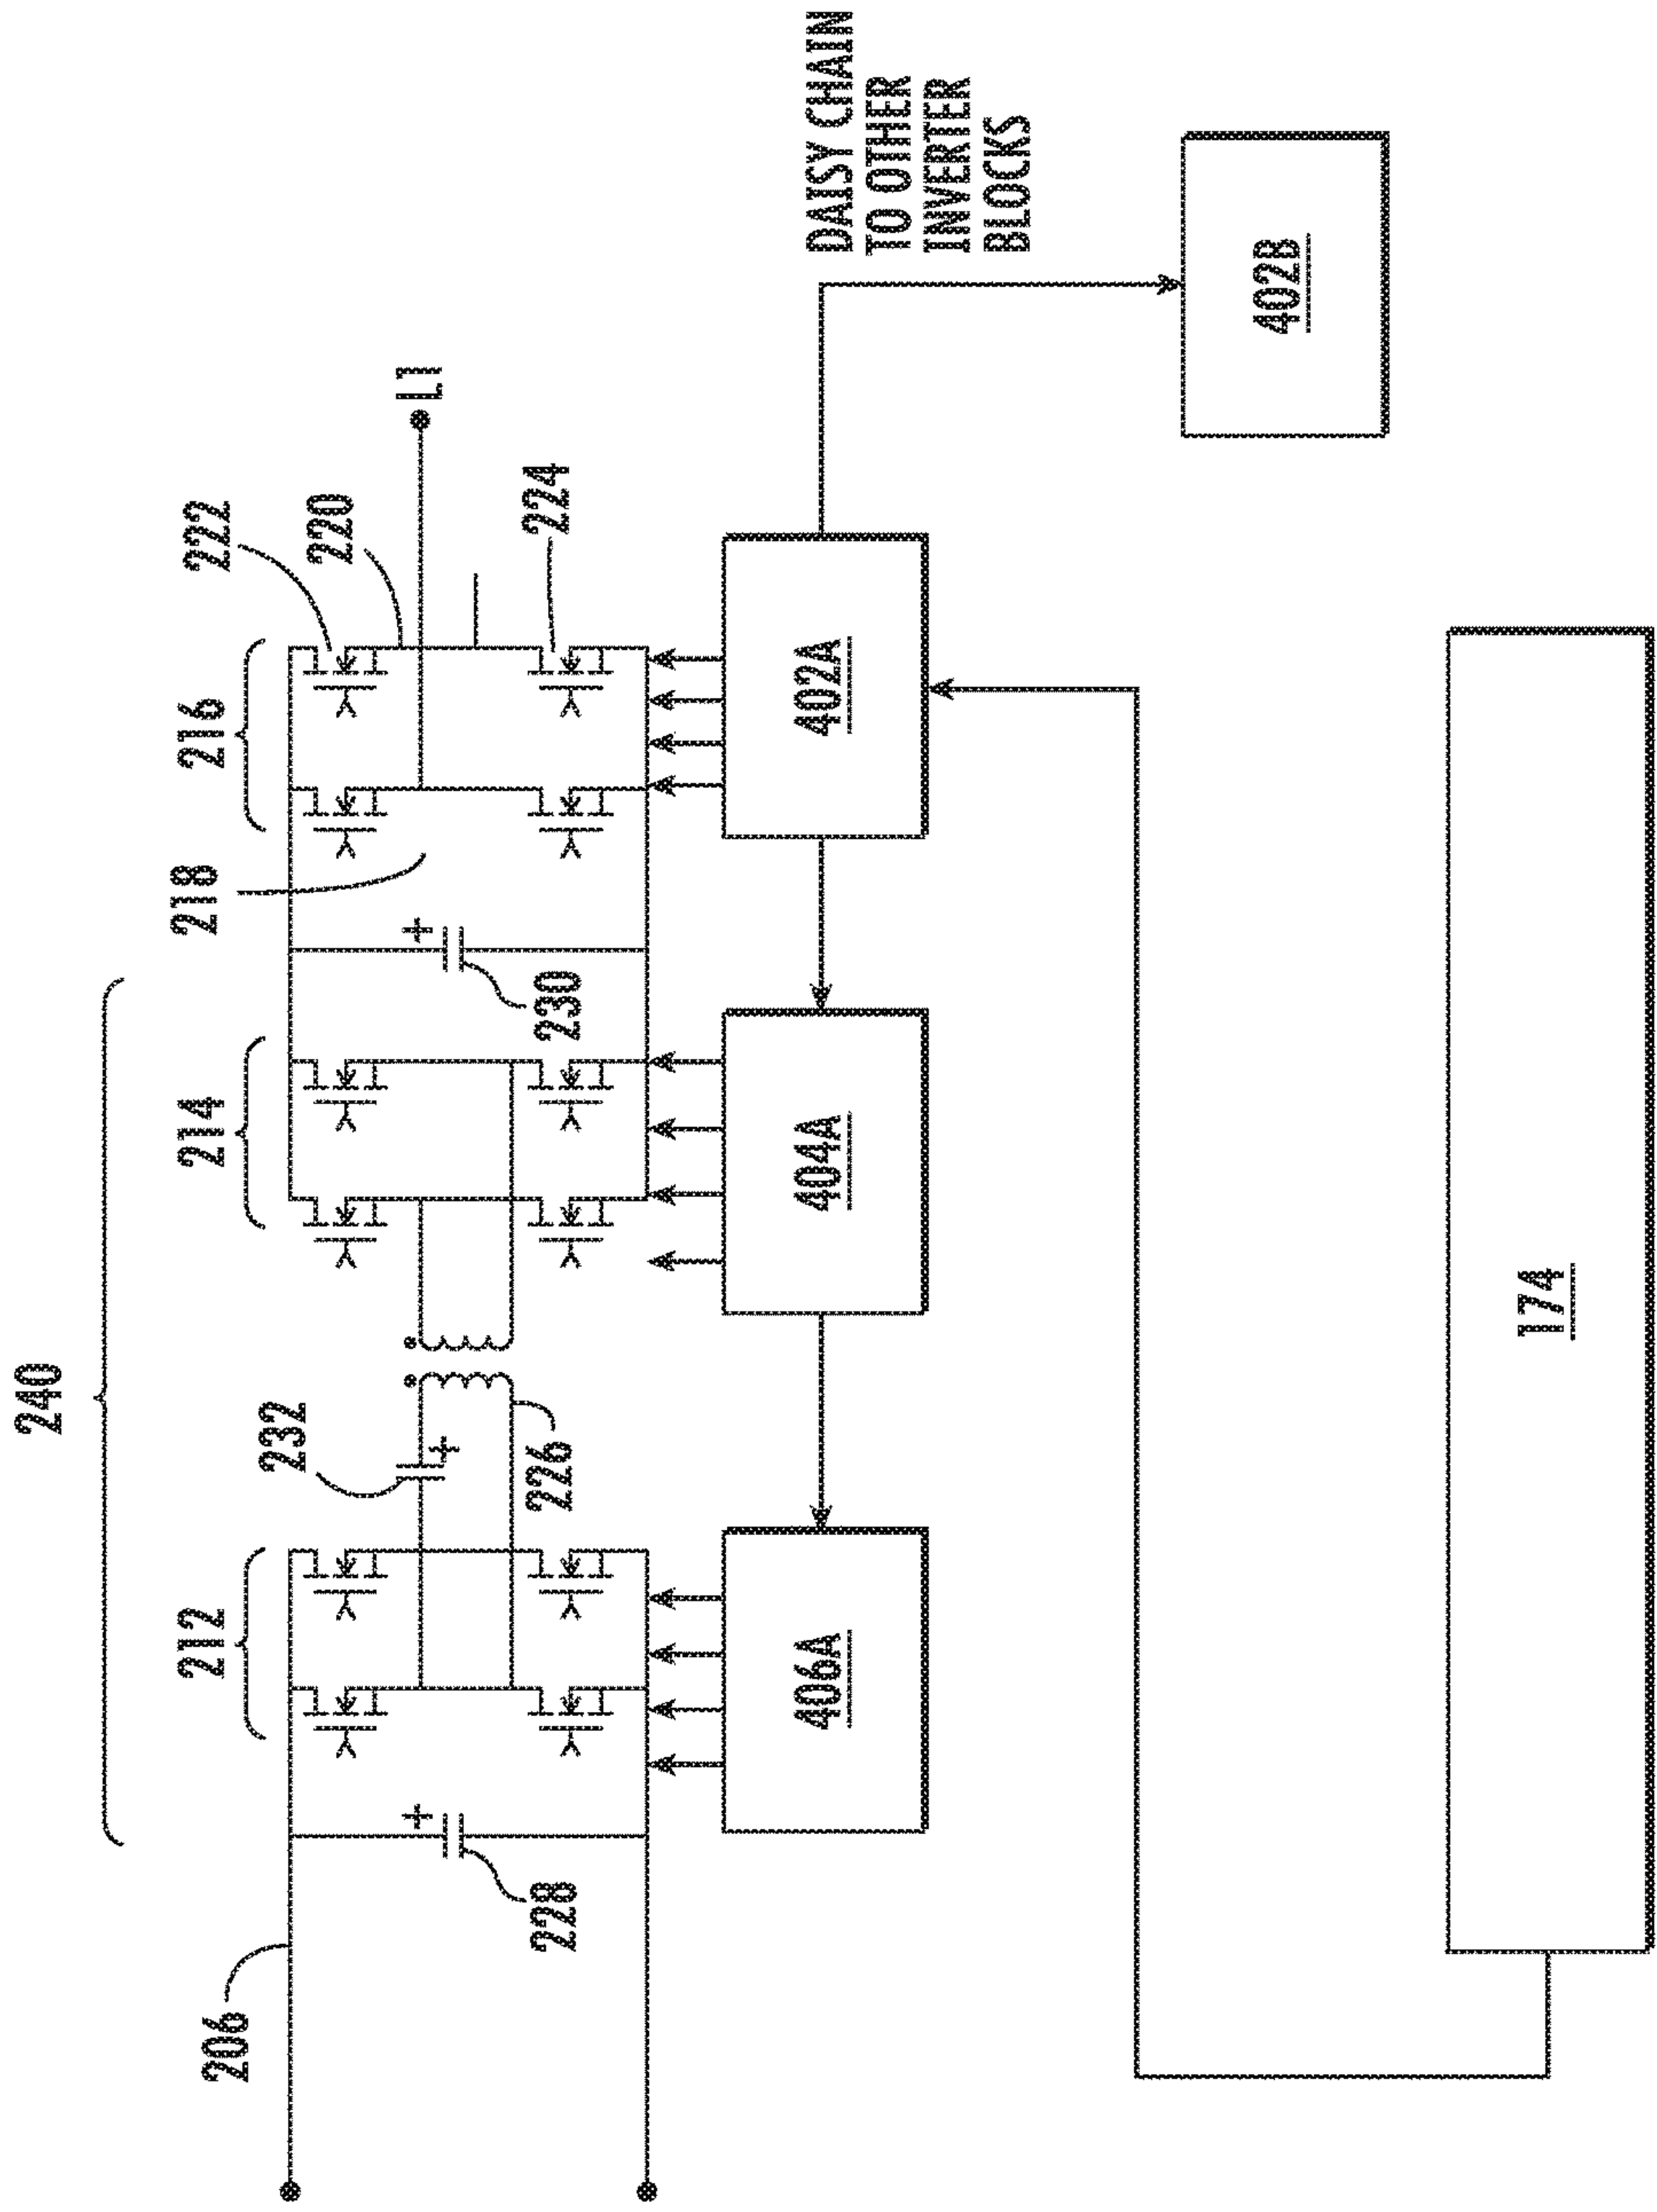 240
212
214
216
222
206
232
218
220
L1
228
+
+
226
230
+
224
406A
404A
402A
DAISY CHAIN
TO OTHER
INVERTER
BLOCKS
402B
174